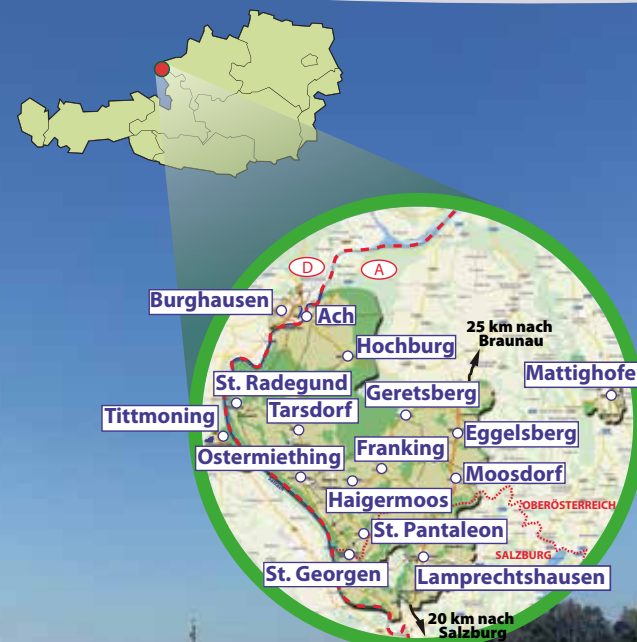 D
A
Burghausen
Ach
25 km nach
Braunau
Hochburg
Mattighofe
St. Radegund
Geretsberg
Tittmoning
Tarsdorf
Eggelsberg
Ostermiething
Franking
Moosdorf
Haigermoos
OBERÖSTERREICH
St. Pantaleon
SALZBURG
St. Georgen
Lamprechtshausen
20 km nach
Salzburg